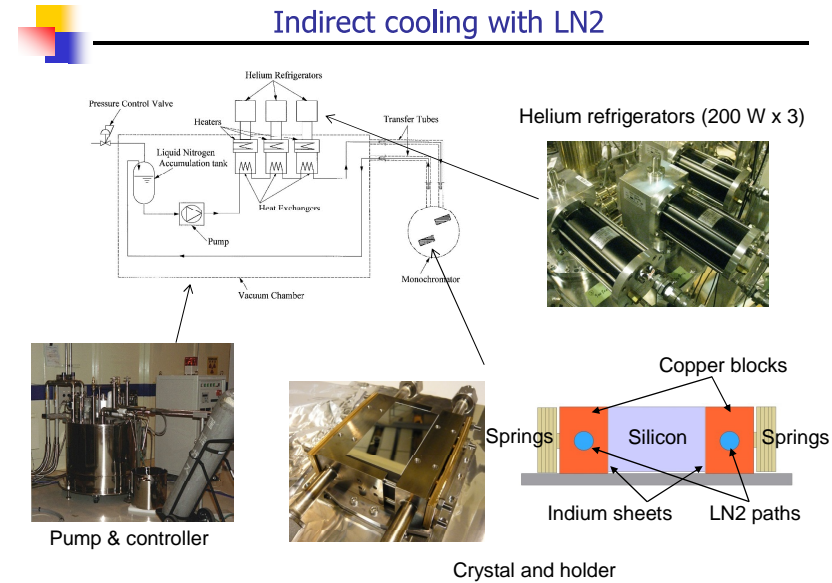 Indirect cooling with LN2
Helium Refrigerators
Pressure Control Valve
Heaters
Transfer Tubes
Liquid Nitrogen
Accumulation tank
Heat Exchangers
Pump
Monochromator
Vacuum Chamber
Helium refrigerators (200 W x 3)
Pump & controller
Copper blocks
Springs
Silicon
Springs
Indium sheets
LN2 paths
Crystal and holder